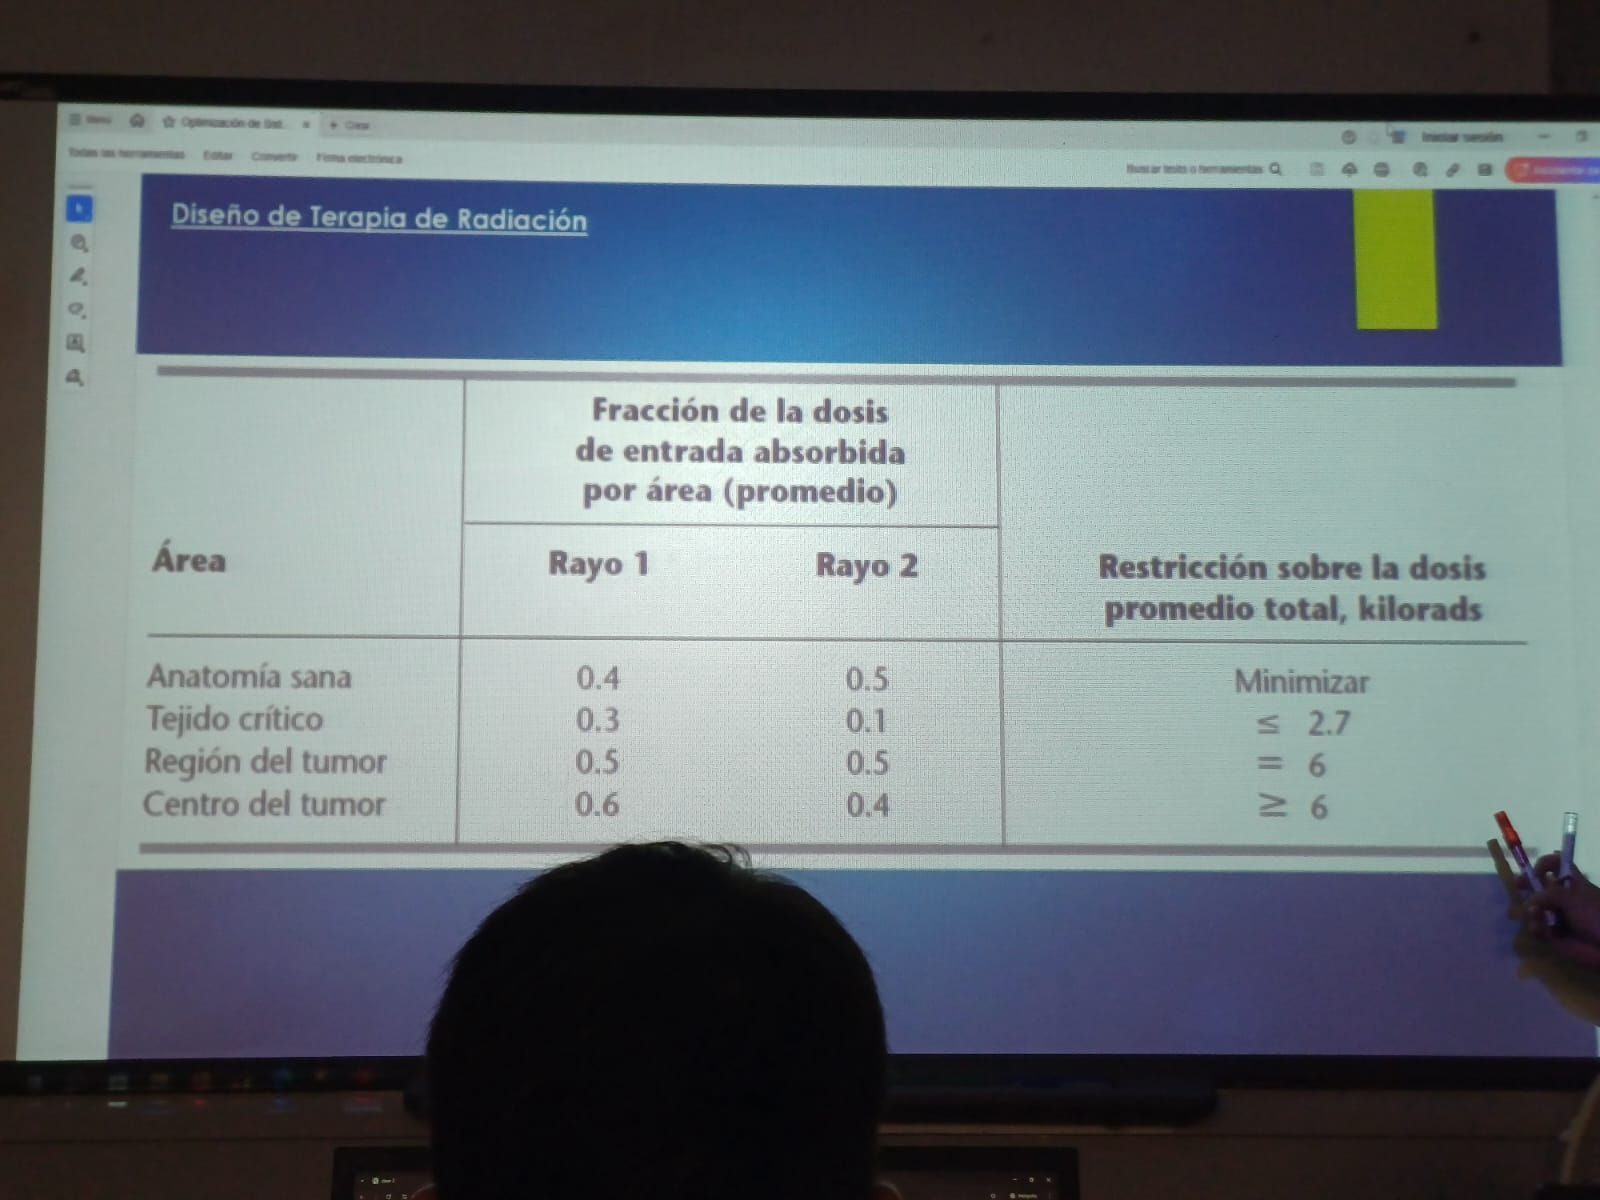 Menú
Optimización de Sist...
+ Crear
Iniciar sesión
Todas las herramientas Editar Convertir Firma electrónica
Buscar texto o herramientas
Diseño de Terapia de Radiación
Fracción de la dosis
de entrada absorbida
por área (promedio)
Área Rayo 1 Rayo 2 Restricción sobre la dosis
promedio total, kilorads
Anatomía sana 0.4 0.5 Minimizar
Tejido crítico 0.3 0.1 ≤ 2.7
Región del tumor 0.5 0.5 = 6
Centro del tumor 0.6 0.4 ≥ 6